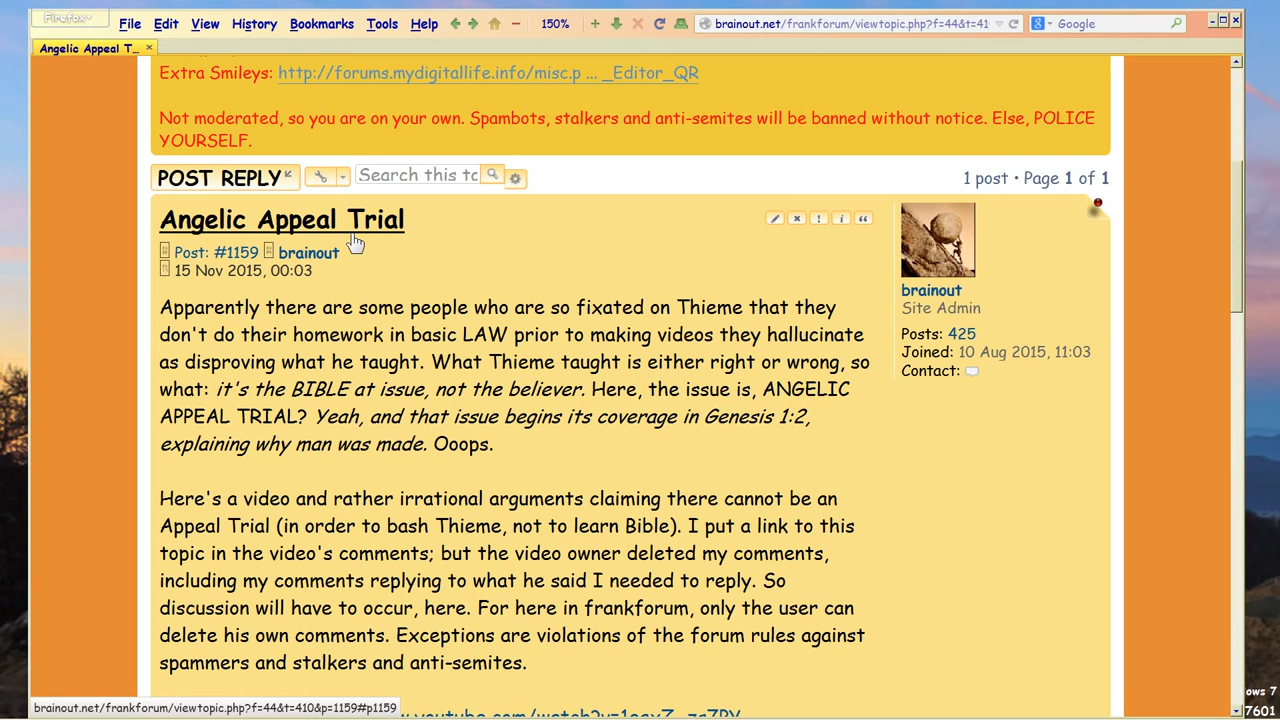 Firefox
File Edit View History Bookmarks Tools Help 150% brainout.net/frankforum/viewtopic.php?f=44&t=41 Google
Angelic Appeal T...
Extra Smileys: http://forums.mydigitallife.info/misc.p ... _Editor_QR
Not moderated, so you are on your own. Spambots, stalkers and anti-semites will be banned without notice. Else, POLICE
YOURSELF.
POST REPLY Search this to 1 post • Page 1 of 1
Angelic Appeal Trial
Post: #1159 brainout
15 Nov 2015, 00:03
Apparently there are some people who are so fixated on Thieme that they
don't do their homework in basic LAW prior to making videos they hallucinate
as disproving what he taught. What Thieme taught is either right or wrong, so
what: it's the BIBLE at issue, not the believer. Here, the issue is, ANGELIC
APPEAL TRIAL? Yeah, and that issue begins its coverage in Genesis 1:2,
explaining why man was made. Ooops.
Here's a video and rather irrational arguments claiming there cannot be an
Appeal Trial (in order to bash Thieme, not to learn Bible). I put a link to this
topic in the video's comments; but the video owner deleted my comments,
including my comments replying to what he said I needed to reply. So
discussion will have to occur, here. For here in frankforum, only the user can
delete his own comments. Exceptions are violations of the forum rules against
spammers and stalkers and anti-semites.
brainout
Site Admin
Posts: 425
Joined: 10 Aug 2015, 11:03
Contact:
brainout.net/frankforum/viewtopic.php?f=44&t=410&p=1159#p1159
ows 7
7601